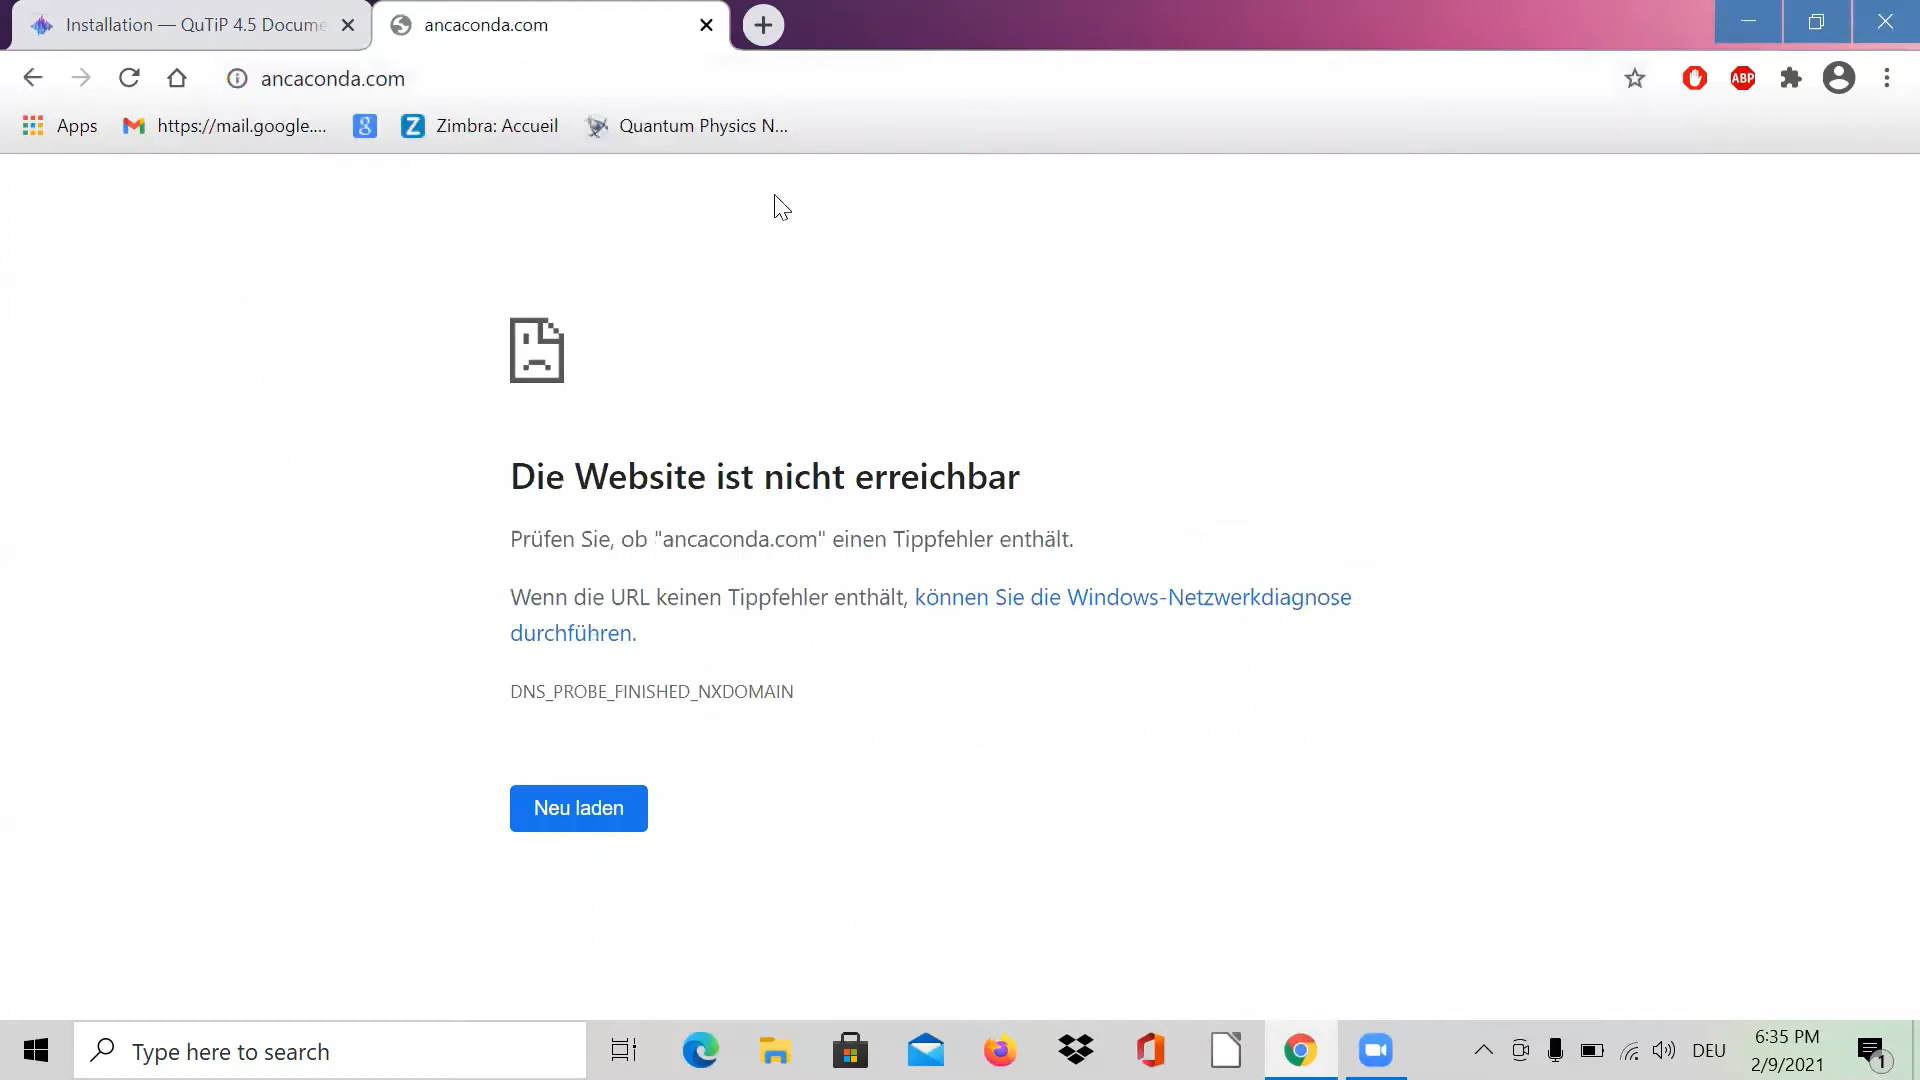 Installation — QuTiP 4.5 Docume
ancaconda.com
ancaconda.com
ABP
Apps
https://mail.google....
Zimbra: Accueil
Quantum Physics N...
Die Website ist nicht erreichbar
Prüfen Sie, ob "ancaconda.com" einen Tippfehler enthält.
Wenn die URL keinen Tippfehler enthält, können Sie die Windows-Netzwerkdiagnose
durchführen.
DNS_PROBE_FINISHED_NXDOMAIN
Neu laden
Type here to search
DEU
6:35 PM
2/9/2021
1